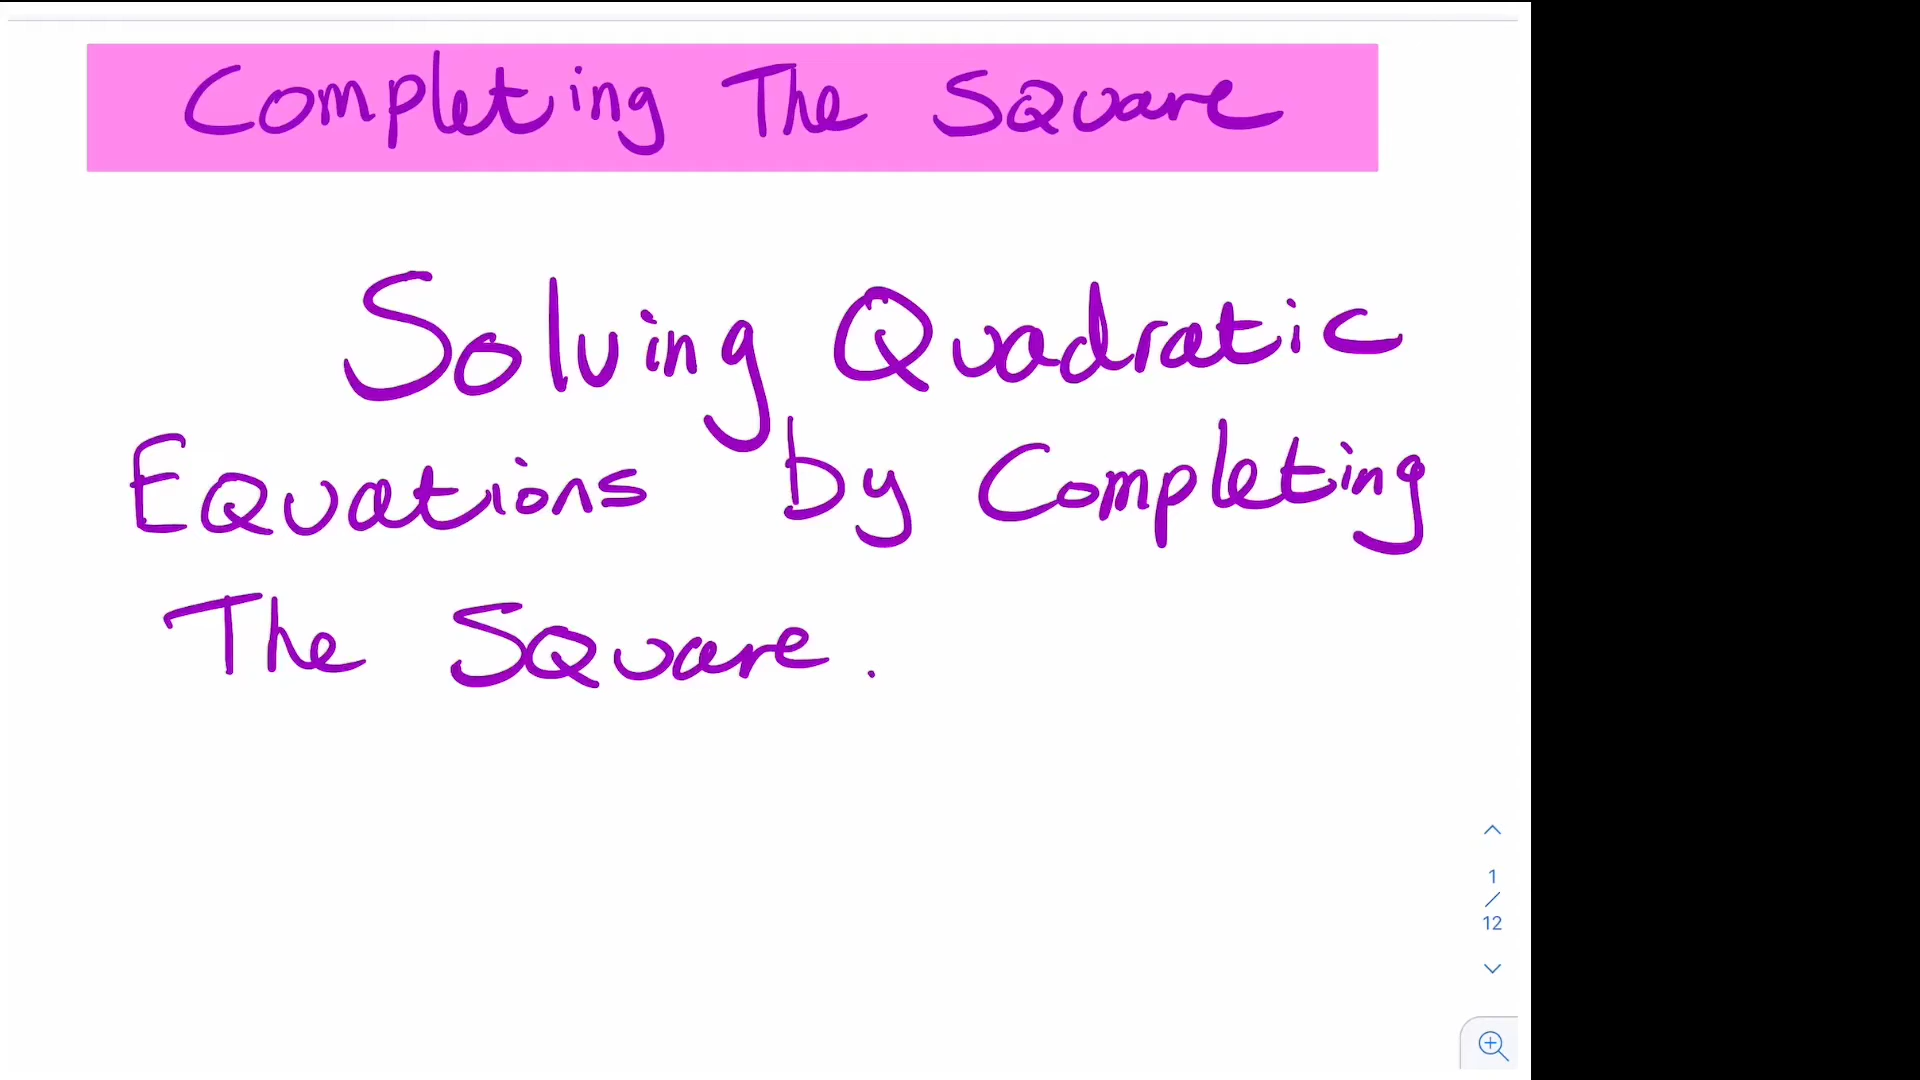 Completing The Square
Solving Quadratic
Equations by Completing
The Square.
1
/
12